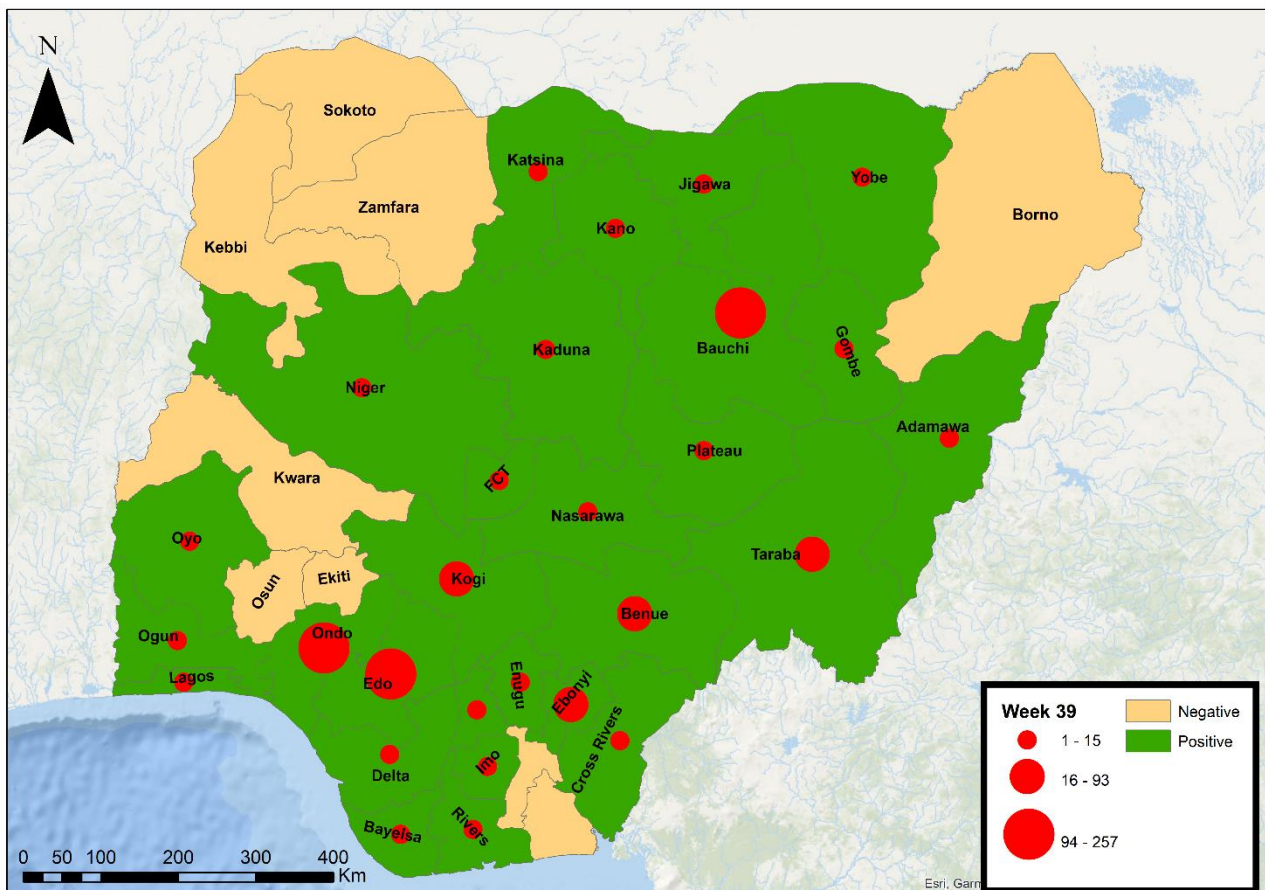 N
Sokoto
Katsina
Jigawa
Yobe
Zamfara
Borno
Kano
Kebbi
Kaduna
Bauchi
Gombe
Niger
Adamawa
Plateau
FCT
Kwara
Nasarawa
Oyo
Taraba
Kogi
Ekiti
Osun
Benue
Ogun
Ondo
Lagos
Edo
Enugu
Ebonyi
Cross Rivers
Imo
Delta
Bayelsa
Rivers
0 50 100 200 300 400
Km
Week 39
1 - 15
16 - 93
94 - 257
Negative
Positive
Esri, Garm